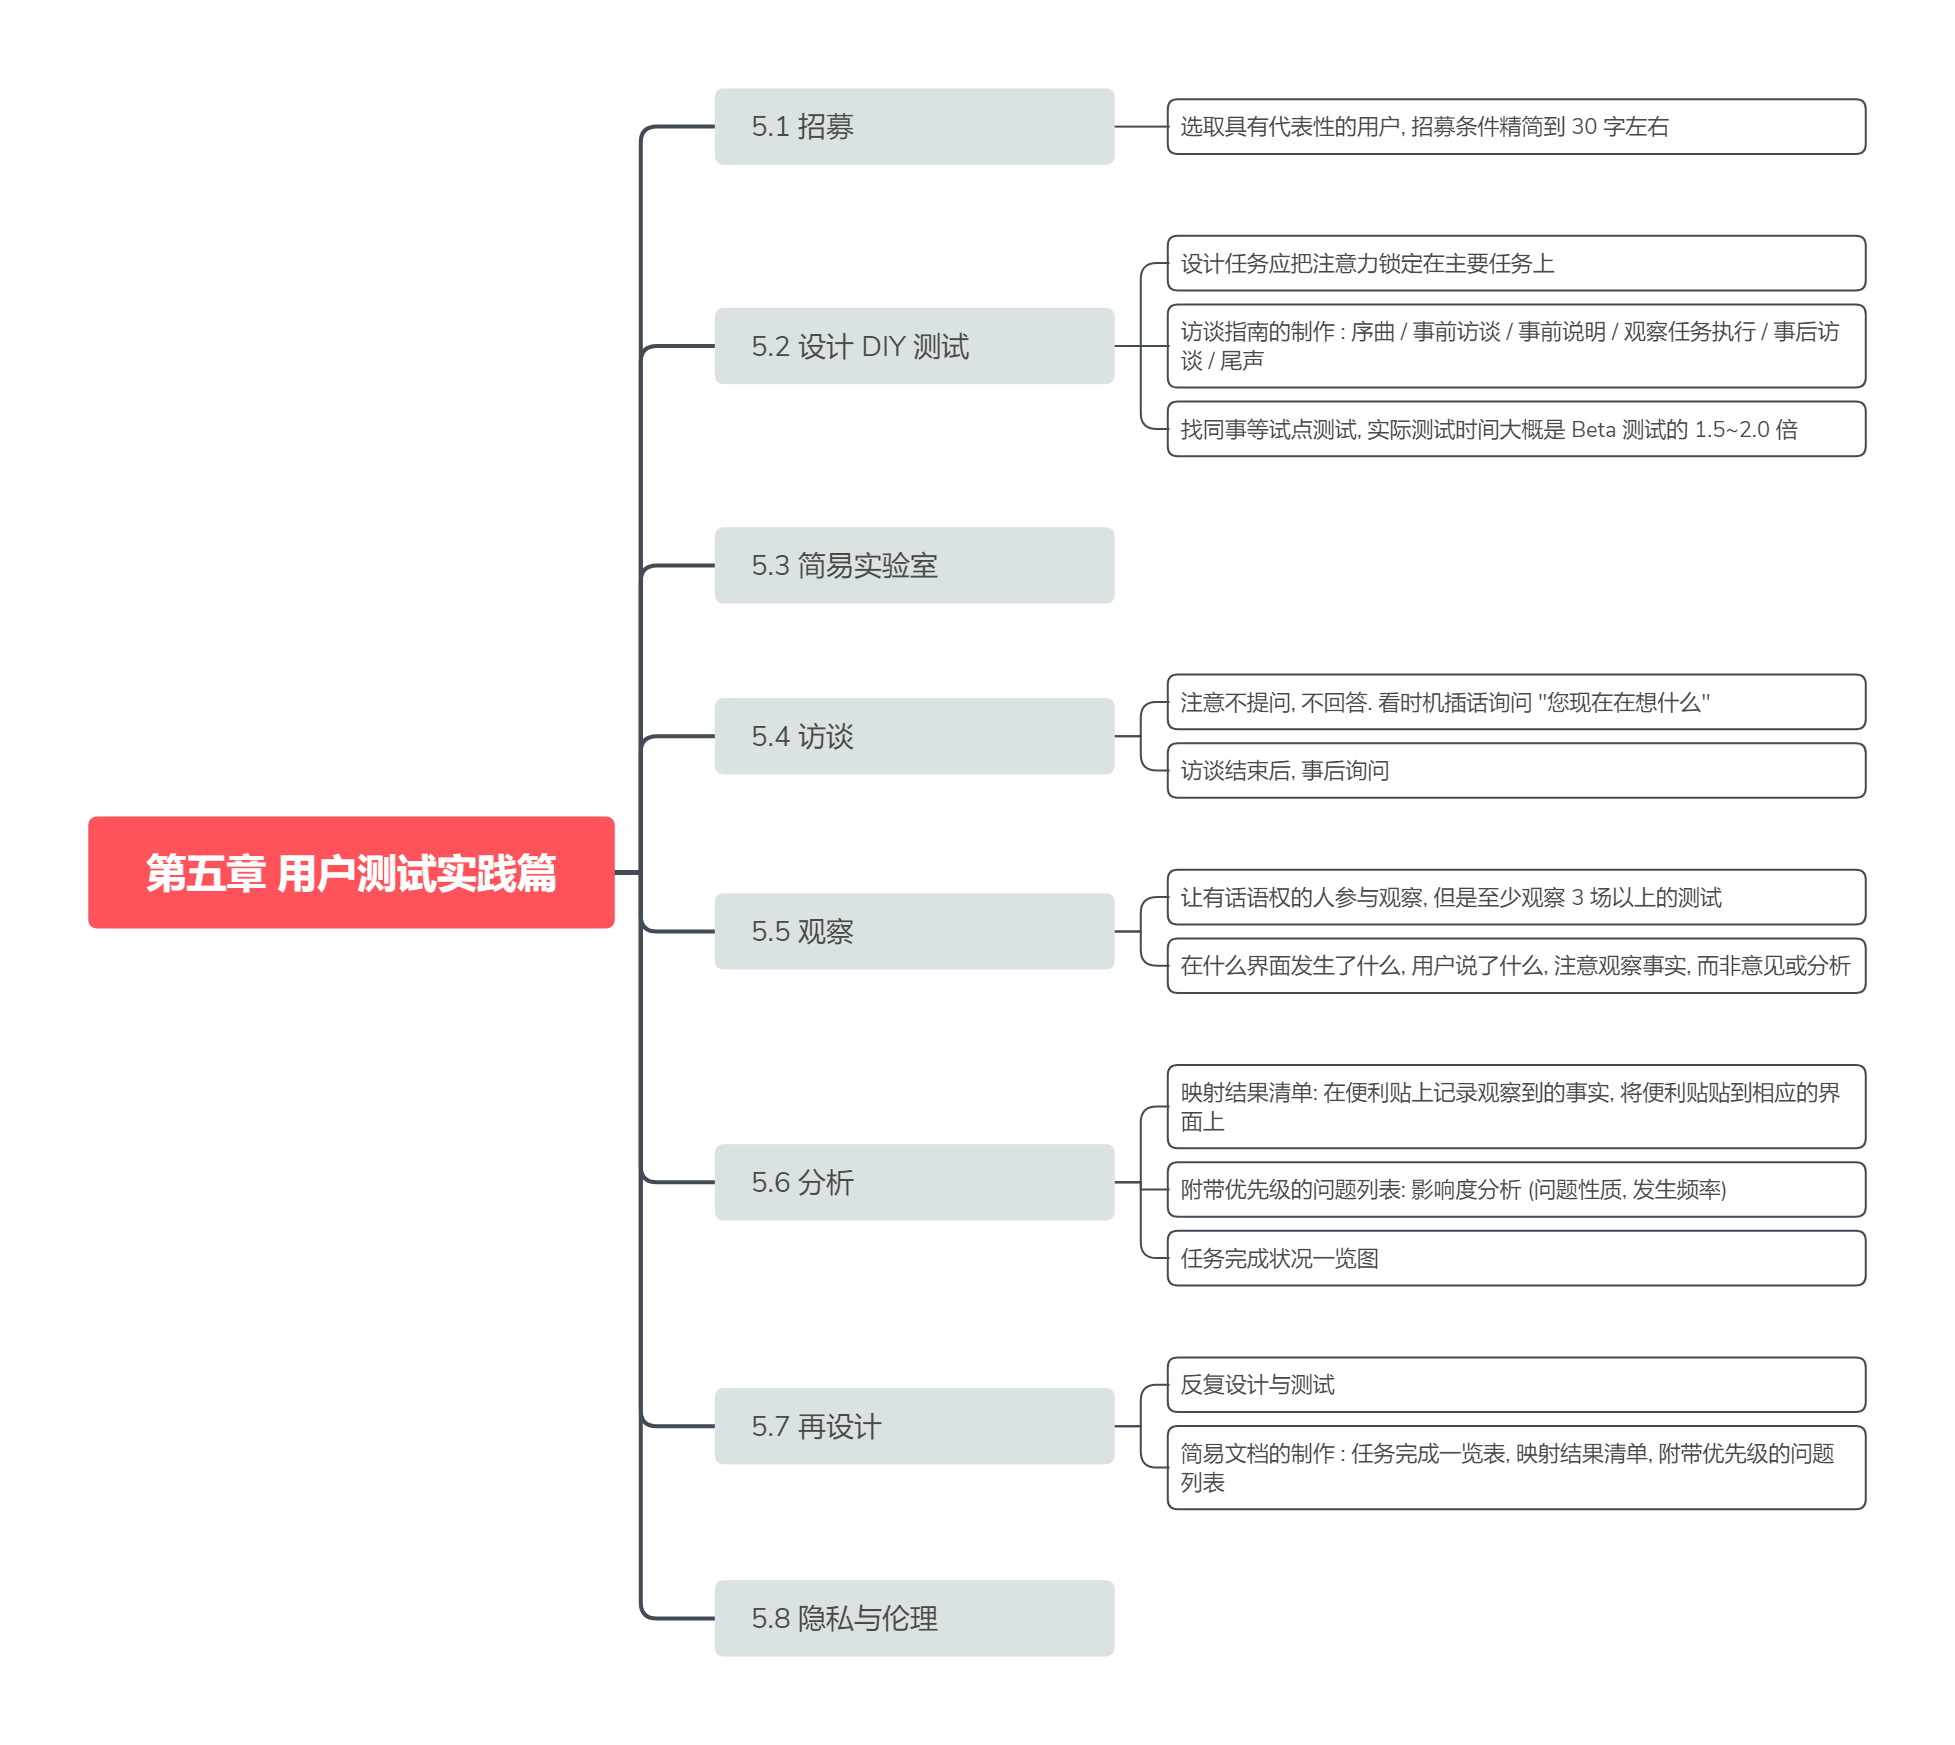 第五章 用户测试实践篇
5.1 招募
选取具有代表性的用户, 招募条件精简到 30 字左右
5.2 设计 DIY 测试
设计任务应把注意力锁定在主要任务上
访谈指南的制作 : 序曲 / 事前访谈 / 事前说明 / 观察任务执行 / 事后访
谈 / 尾声
找同事等试点测试, 实际测试时间大概是 Beta 测试的 1.5~2.0 倍
5.3 简易实验室
5.4 访谈
注意不提问, 不回答. 看时机插话询问 "您现在在想什么"
访谈结束后, 事后询问
5.5 观察
让有话语权的人参与观察, 但是至少观察 3 场以上的测试
在什么界面发生了什么, 用户说了什么, 注意观察事实, 而非意见或分析
5.6 分析
映射结果清单: 在便利贴上记录观察到的事实, 将便利贴贴到相应的界
面上
附带优先级的问题列表: 影响度分析 (问题性质, 发生频率)
任务完成状况一览图
5.7 再设计
反复设计与测试
简易文档的制作 : 任务完成一览表, 映射结果清单, 附带优先级的问题
列表
5.8 隐私与伦理